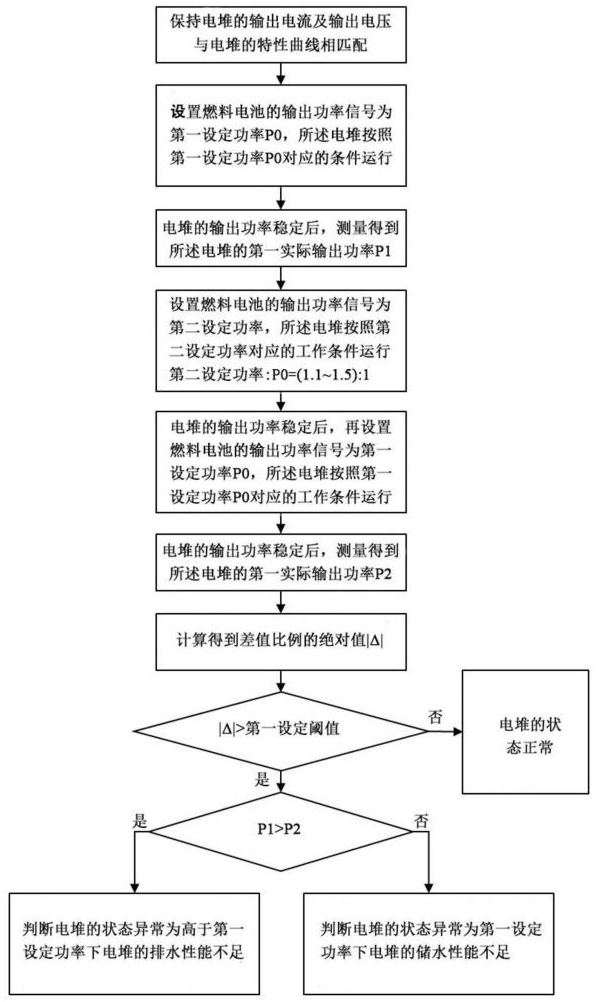 保持电堆的输出电流及输出电压
与电堆的特性曲线相匹配
设置燃料电池的输出功率信号为
第一设定功率P0，所述电堆按照
第一设定功率P0对应的条件运行
电堆的输出功率稳定后，测量得到
所述电堆的第一实际输出功率P1
设置燃料电池的输出功率信号为
第二设定功率，所述电堆按照第
二设定功率对应的工作条件运行
第二设定功率:P0=(1.1~1.5):1
电堆的输出功率稳定后，再设置
燃料电池的输出功率信号为第一
设定功率P0，所述电堆按照第一
设定功率P0对应的工作条件运行
电堆的输出功率稳定后，测量得到
所述电堆的第一实际输出功率P2
计算得到差值比例的绝对值|Δ|
|Δ|>第一设定阈值
否
电堆的状
态正常
是
P1>P2
是
否
判断电堆的状态异常为高于第一
设定功率下电堆的排水性能不足
判断电堆的状态异常为第一设定
功率下电堆的储水性能不足